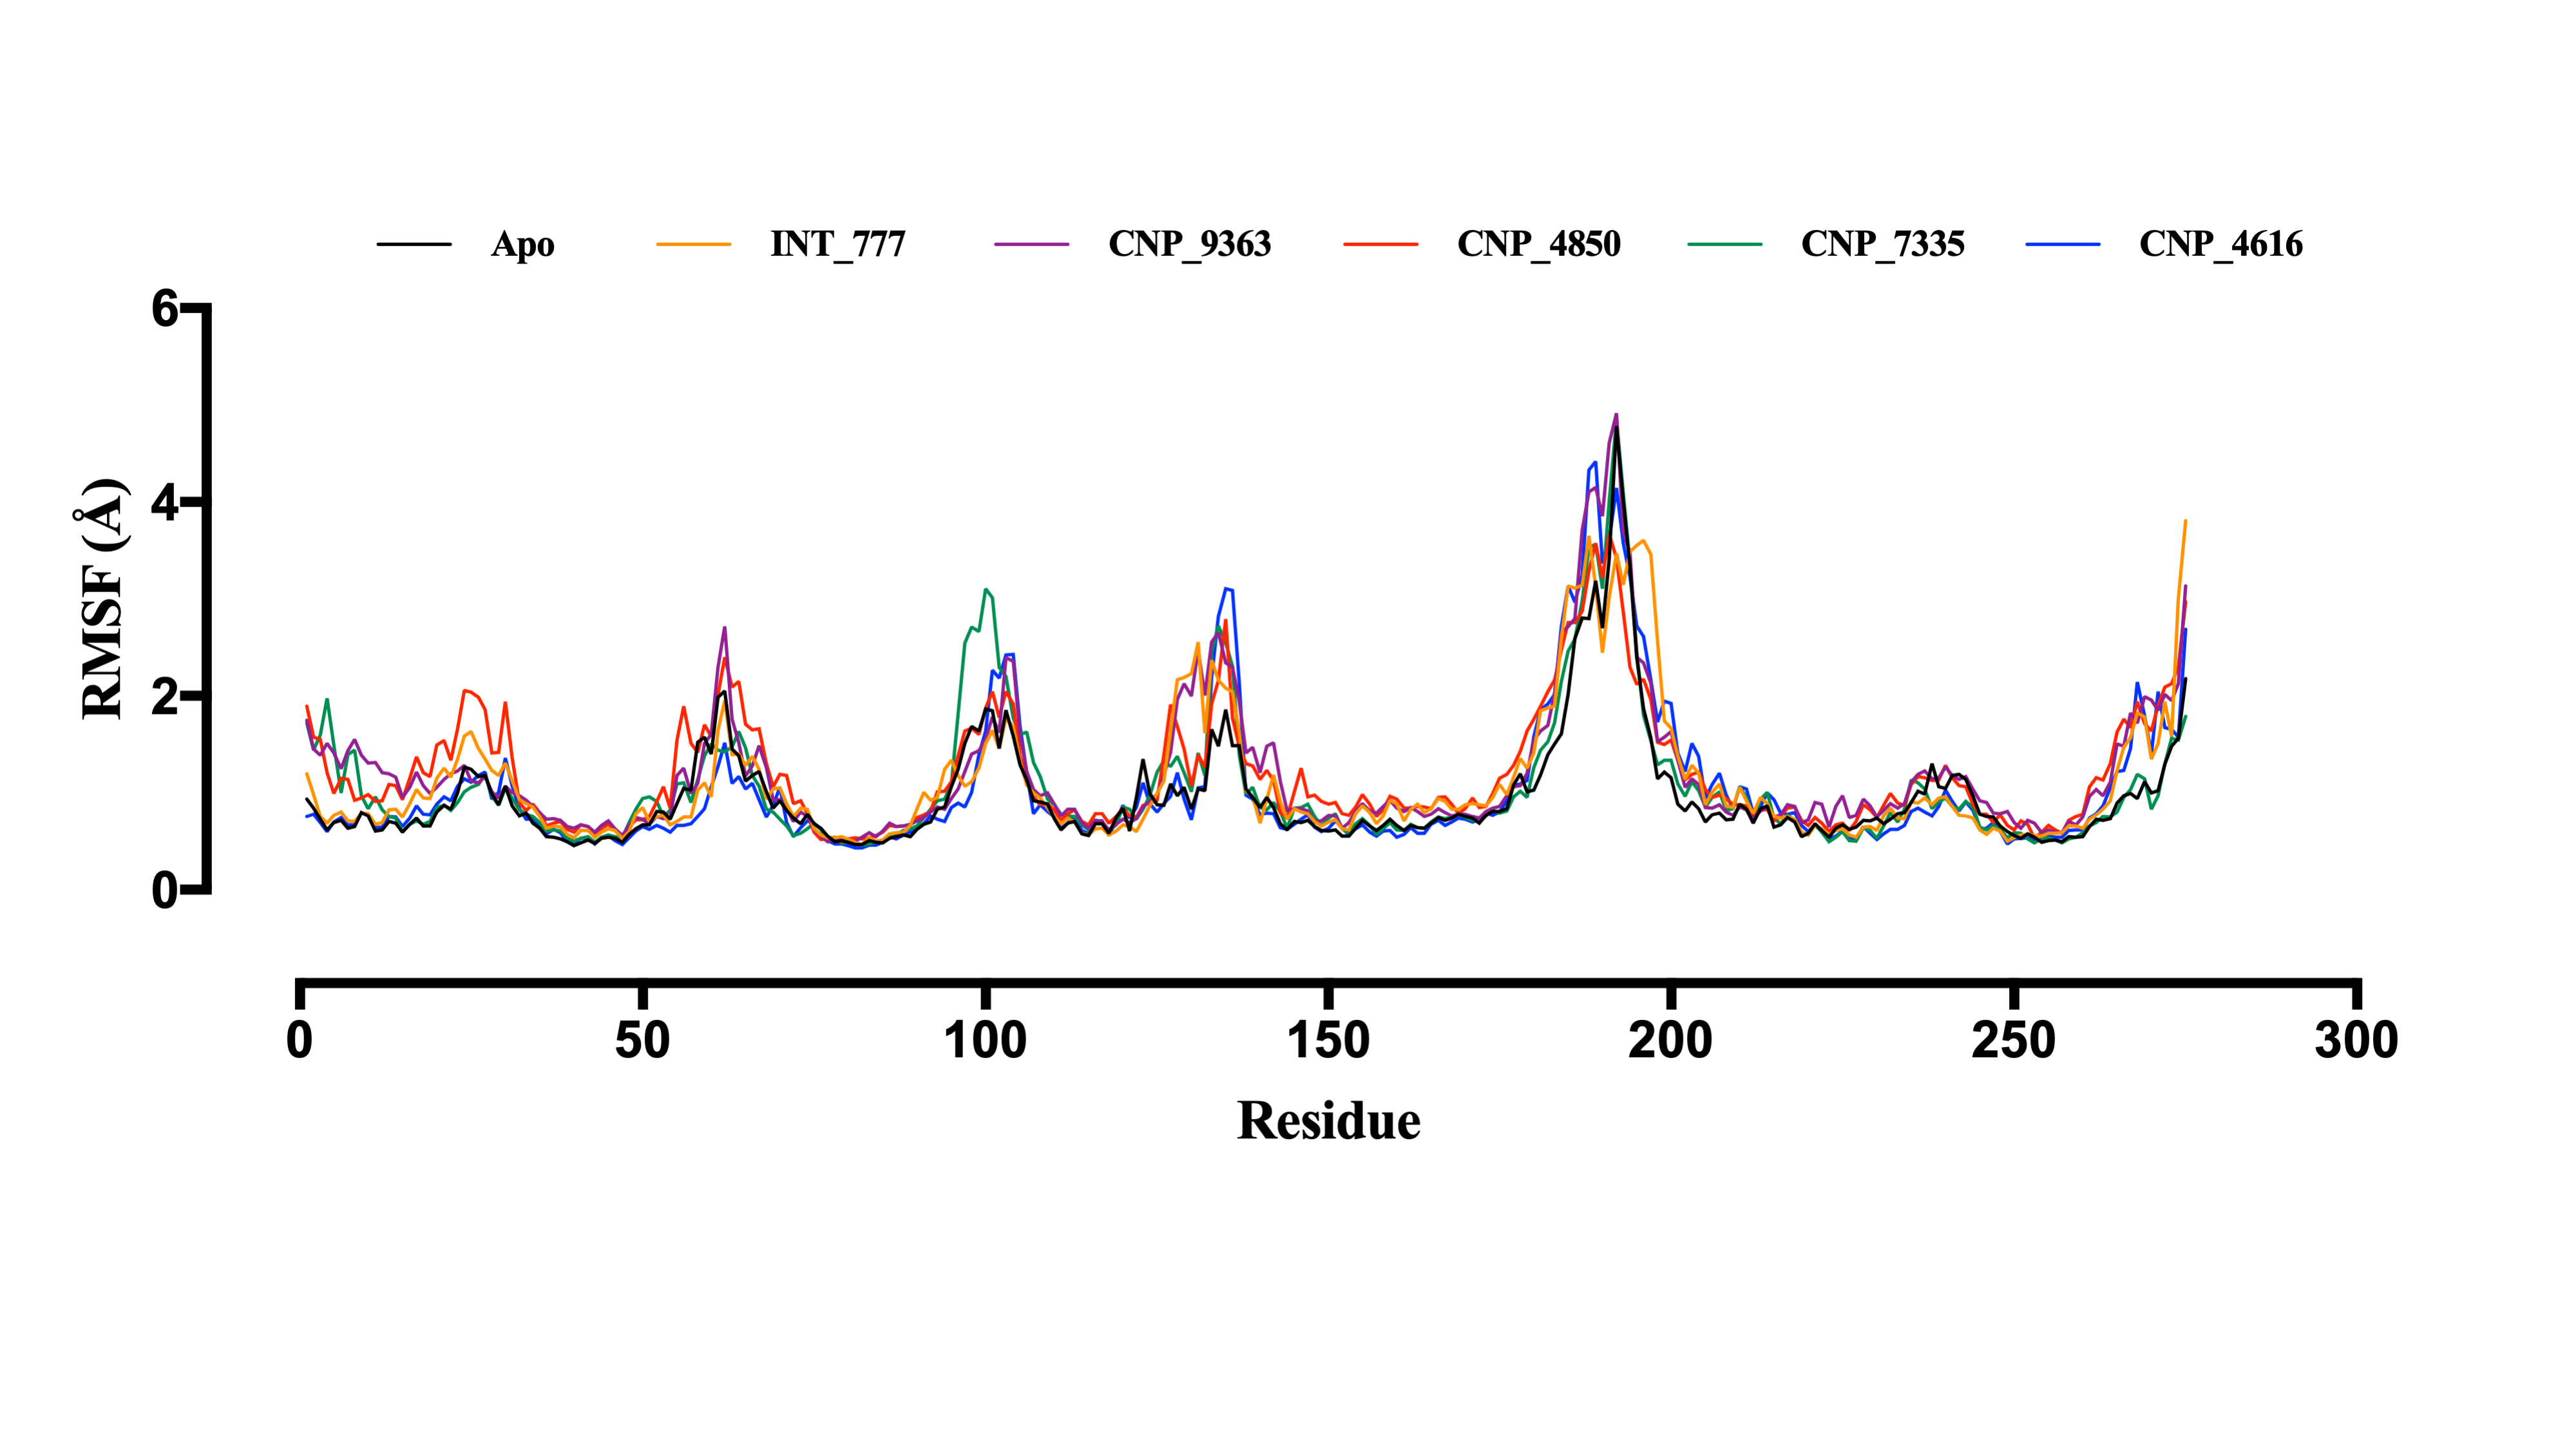 Apo INT_777 CNP_9363 CNP_4850 CNP_7335 CNP_4616
6
4
2
0
RMSF (Å)
0 50 100 150 200 250 300
Residue